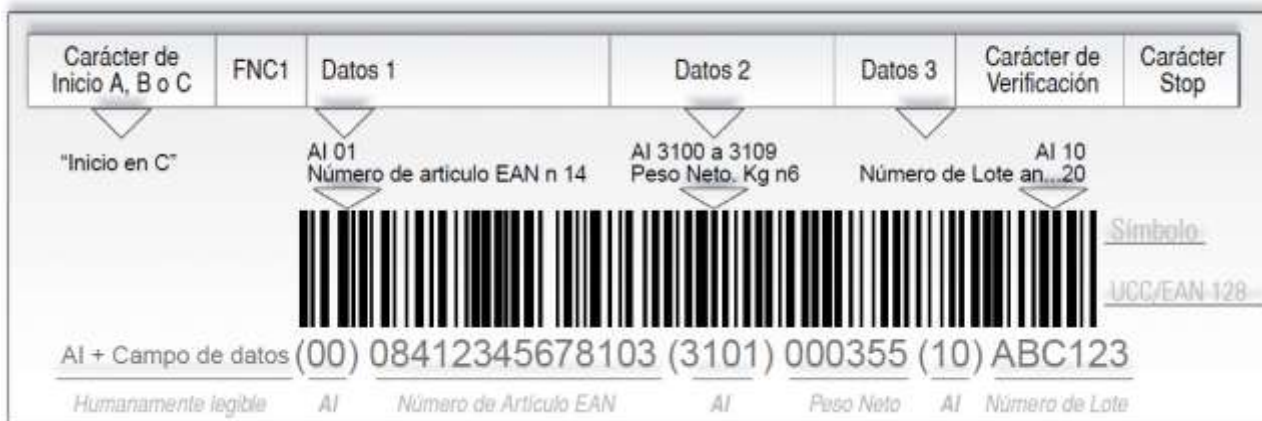 Carácter de Inicio A, B o C
FNC1
Datos 1
Datos 2
Datos 3
Carácter de Verificación
Carácter Stop
"Inicio en C"
AI 01
Número de articulo EAN n 14
AI 3100 a 3109
Peso Neto. Kg n6
AI 10
Número de Lote an...20
Símbolo
UCC/EAN 128
AI + Campo de datos (00) 08412345678103 (3101) 000355 (10) ABC123
Humanamente legible AI Número de Artículo EAN AI Peso Neto AI Número de Lote